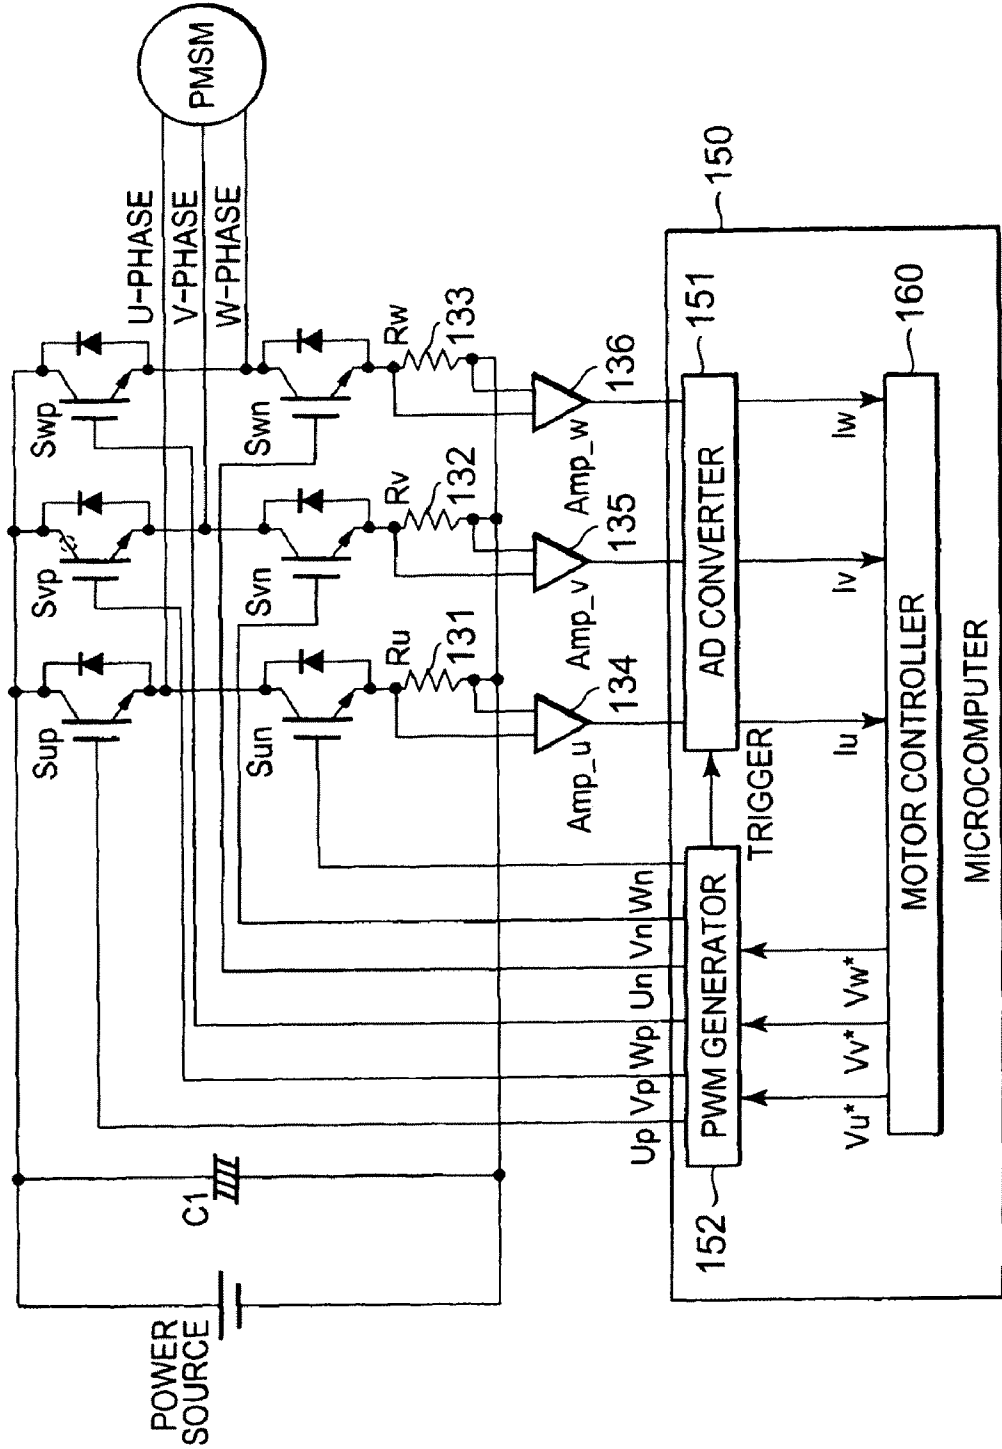 POWER
SOURCE
C1
Sup
Svp
Swp
U-PHASE
V-PHASE
W-PHASE
PMSM
Sun
Svn
Swn
Ru
131
Rv
132
Rw
133
Amp_u
134
Amp_v
135
Amp_w
136
Up Vp Wp Un Vn Wn
150
152
PWM GENERATOR
TRIGGER
AD CONVERTER
151
Vu*
Vv*
Vw*
Iu
Iv
Iw
MOTOR CONTROLLER
160
MICROCOMPUTER